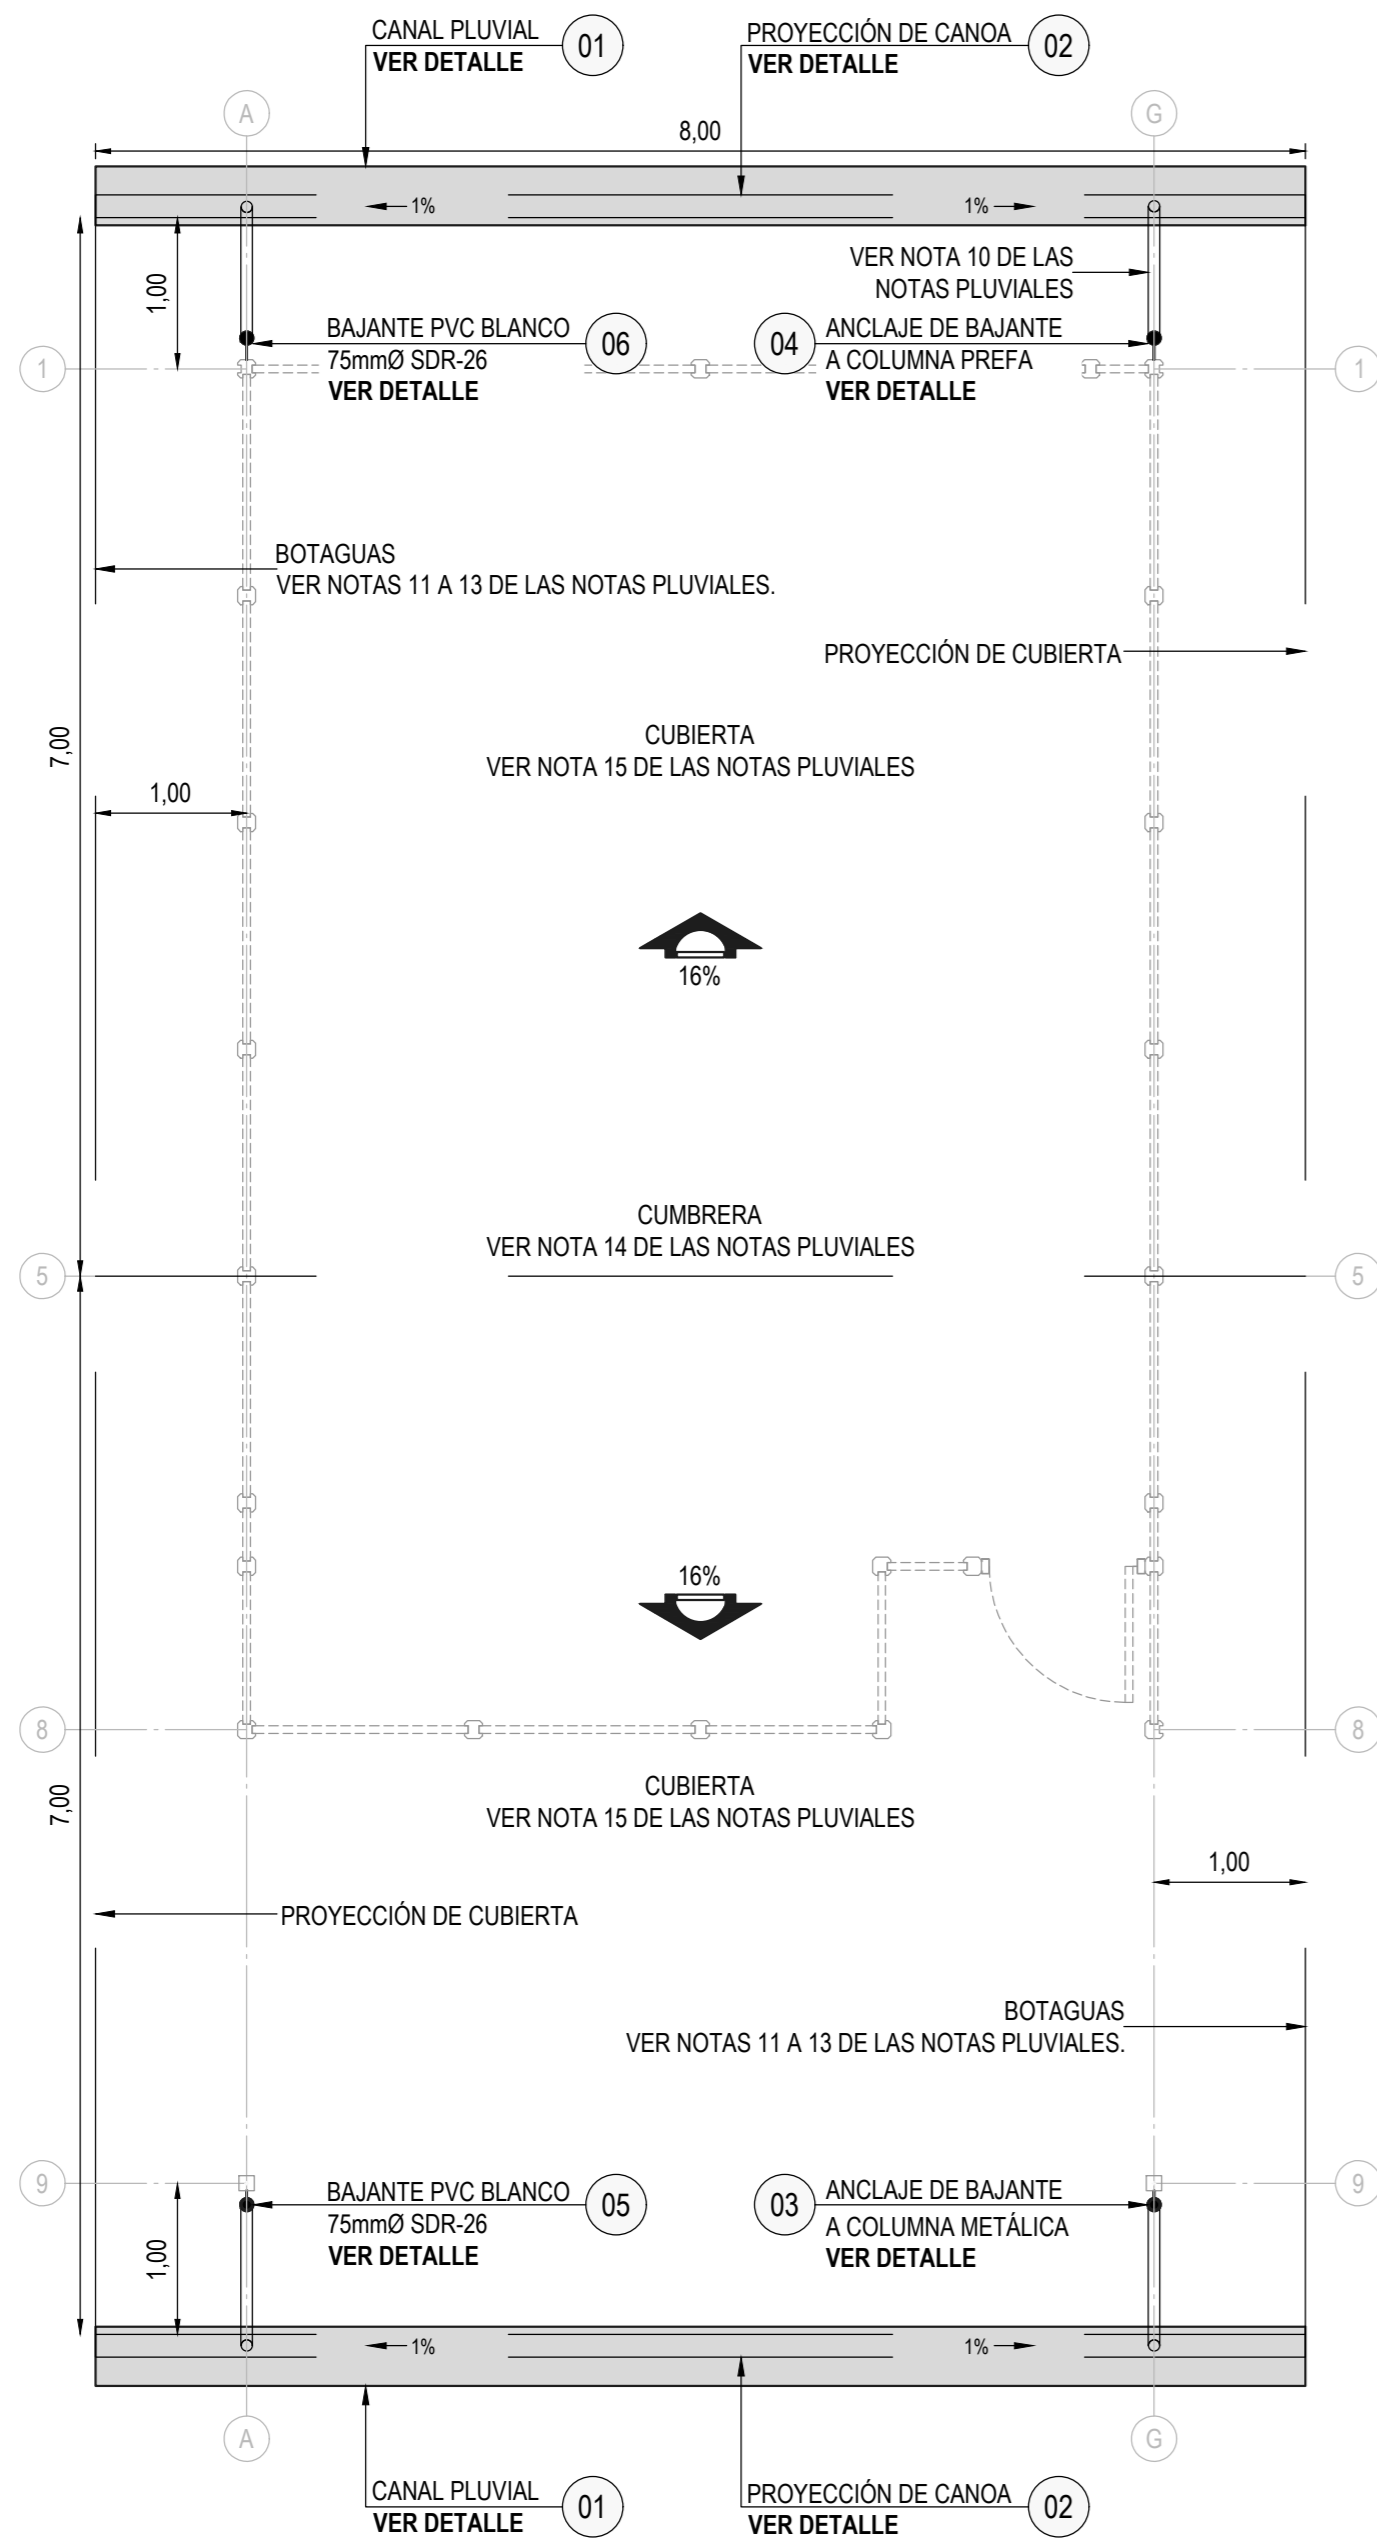 CANAL PLUVIAL
VER DETALLE
01
PROYECCIÓN DE CANOA
VER DETALLE
02
A
G
8,00
1%
1%
1,00
VER NOTA 10 DE LAS
NOTAS PLUVIALES
BAJANTE PVC BLANCO
75mmØ SDR-26
VER DETALLE
06
04
ANCLAJE DE BAJANTE
A COLUMNA PREFA
VER DETALLE
1
1
BOTAGUAS
VER NOTAS 11 A 13 DE LAS NOTAS PLUVIALES.
PROYECCIÓN DE CUBIERTA
7,00
CUBIERTA
VER NOTA 15 DE LAS NOTAS PLUVIALES
1,00
16%
CUMBRERA
VER NOTA 14 DE LAS NOTAS PLUVIALES
5
5
16%
8
8
7,00
CUBIERTA
VER NOTA 15 DE LAS NOTAS PLUVIALES
1,00
PROYECCIÓN DE CUBIERTA
BOTAGUAS
VER NOTAS 11 A 13 DE LAS NOTAS PLUVIALES.
9
9
BAJANTE PVC BLANCO
75mmØ SDR-26
VER DETALLE
05
03
ANCLAJE DE BAJANTE
A COLUMNA METÁLICA
VER DETALLE
1,00
1%
1%
A
G
CANAL PLUVIAL
VER DETALLE
01
PROYECCIÓN DE CANOA
VER DETALLE
02